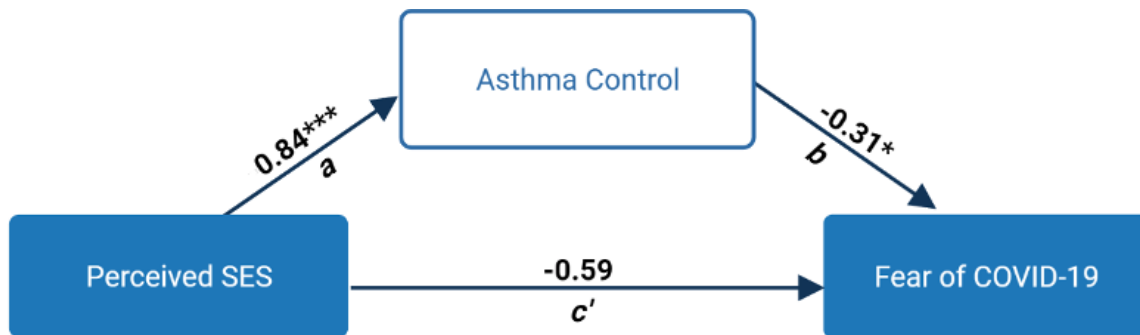 Asthma Control
0.84***
a
-0.31*
b
Perceived SES
-0.59
c'
Fear of COVID-19